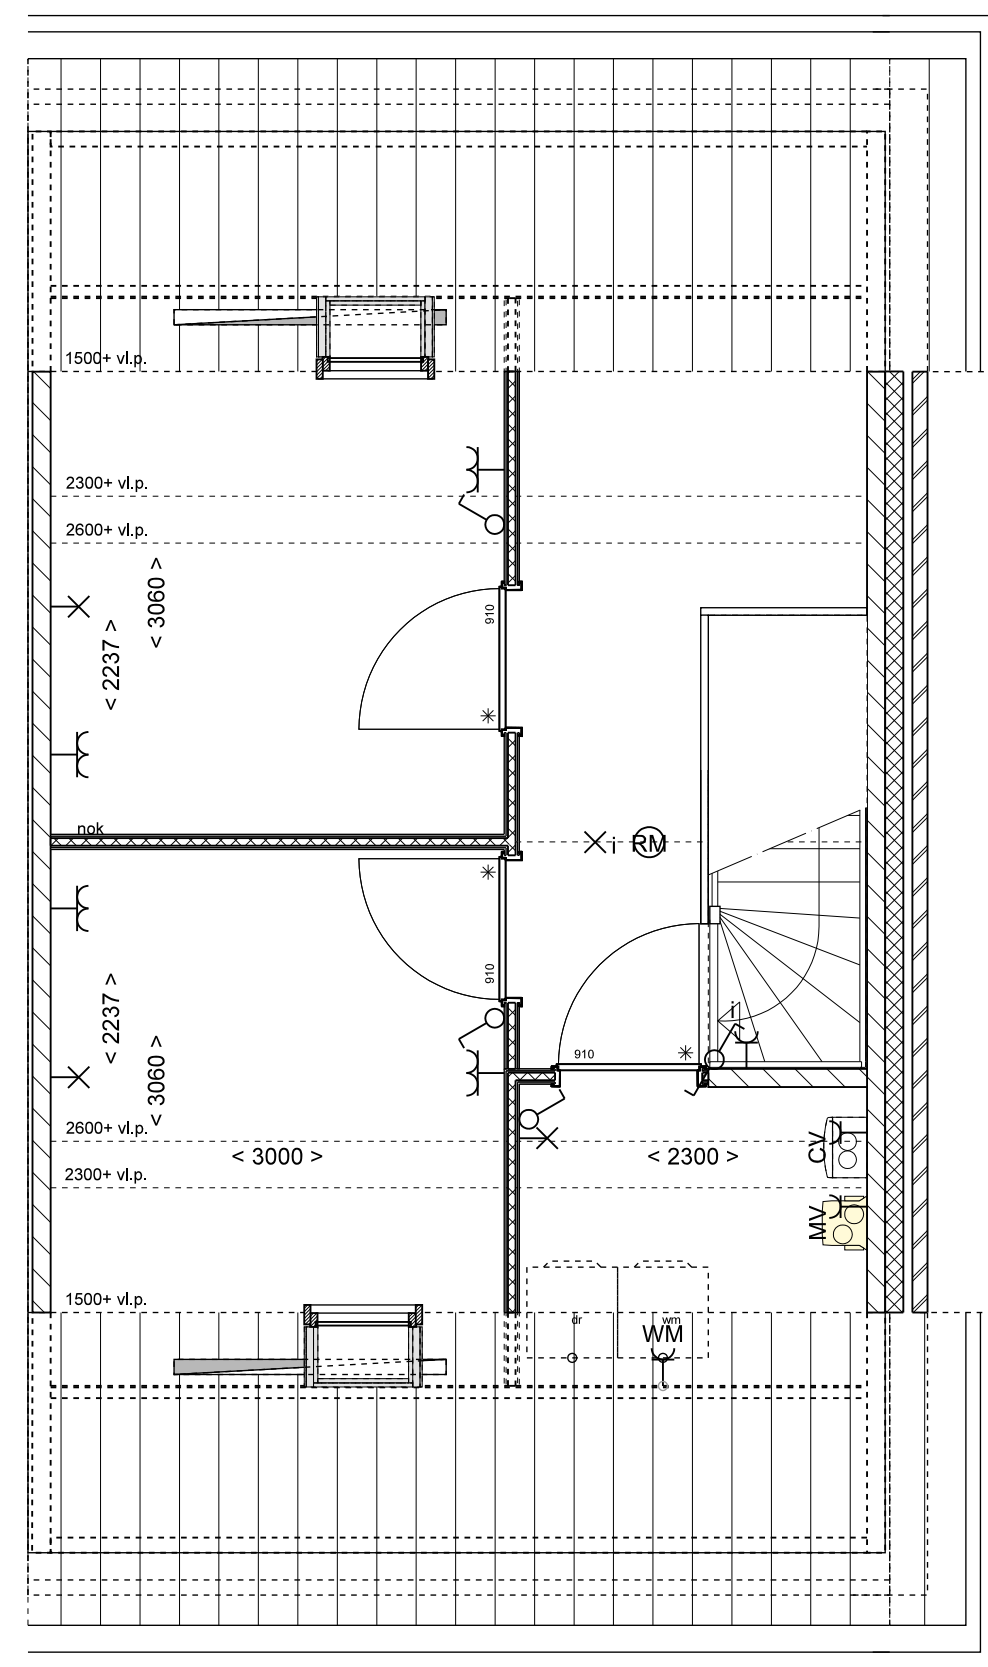 1500+ vl.p.
2300+ vl.p.
2600+ vl.p.
< 3060 >
< 2237 >
910
nok
i RM
910
< 2237 >
< 3060 >
i
910
2600+ vl.p.
< 3000 >
< 2300 >
CV
2300+ vl.p.
MV
1500+ vl.p.
dr
wm
WM